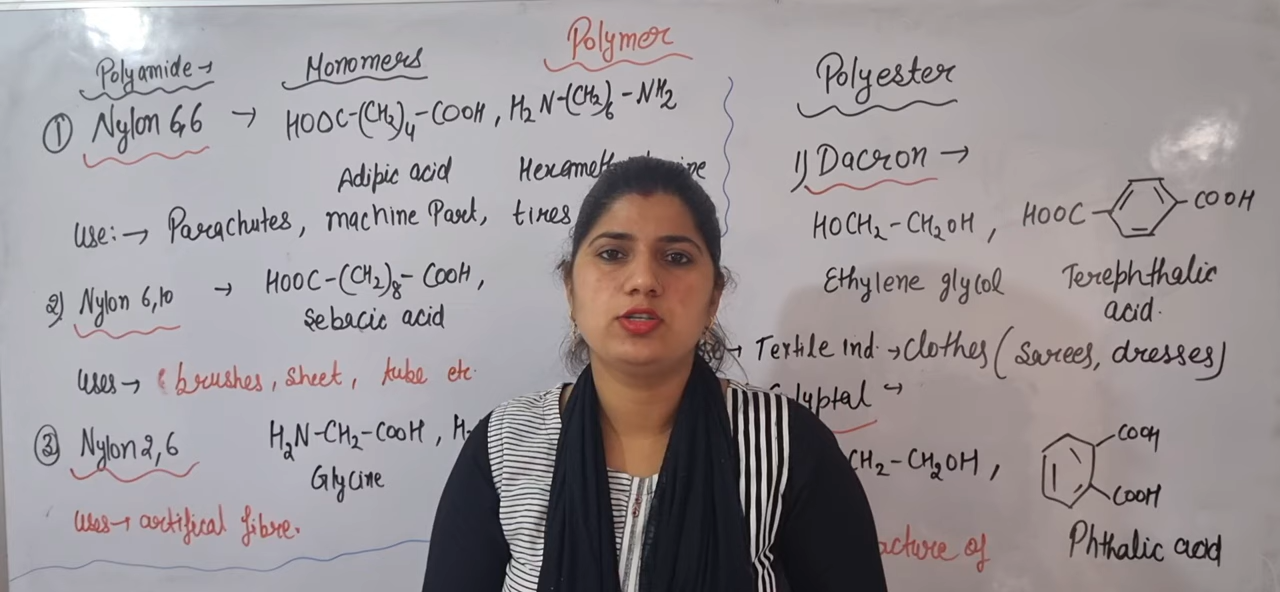 Polymer
Polyamide→
Monomers
① Nylon 6,6 → HOOC-(CH2)4-COOH, H2N-(CH2)6-NH2
Adipic acid
Use:→ Parachutes, machine Part, tires
2) Nylon 6,10 → HOOC-(CH2)8-COOH,
Sebacic acid
Uses→ brushes, sheet, tube etc.
③ Nylon 2,6 H2N-CH2-COOH,
Glycine
Uses→ artifical fibre.
Polyester
1) Dacron →
HOCH2-CH2OH, HOOC- -COOH
Ethylene glycol Terephthalic
acid.
→ Textile ind. → clothes (sarees, dresses)
CH2-CH2OH, COOH
COOH
Phthalic acid
of